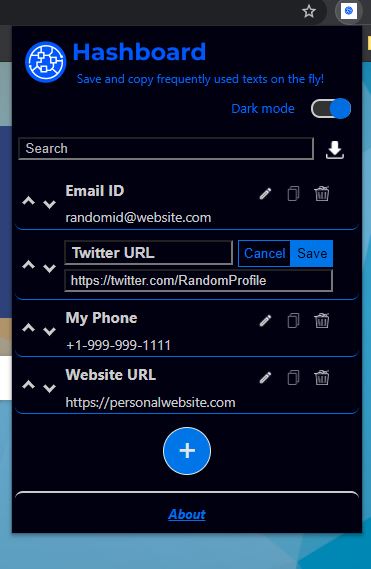 Hashboard
Save and copy frequently used texts on the fly!
Dark mode
Search
Email ID
randomid@website.com
Twitter URL
Cancel Save
https://twitter.com/RandomProfile
My Phone
+1-999-999-1111
Website URL
https://personalwebsite.com
+
About